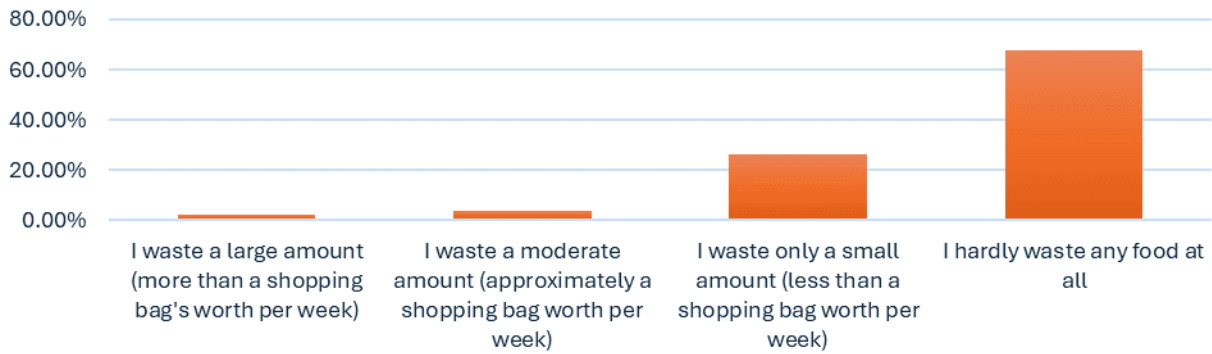 80.00%
60.00%
40.00%
20.00%
0.00%
I waste a large amount
(more than a shopping
bag's worth per week)
I waste a moderate
amount (approximately a
shopping bag worth per
week)
I waste only a small
amount (less than a
shopping bag worth per
week)
I hardly waste any food at
all